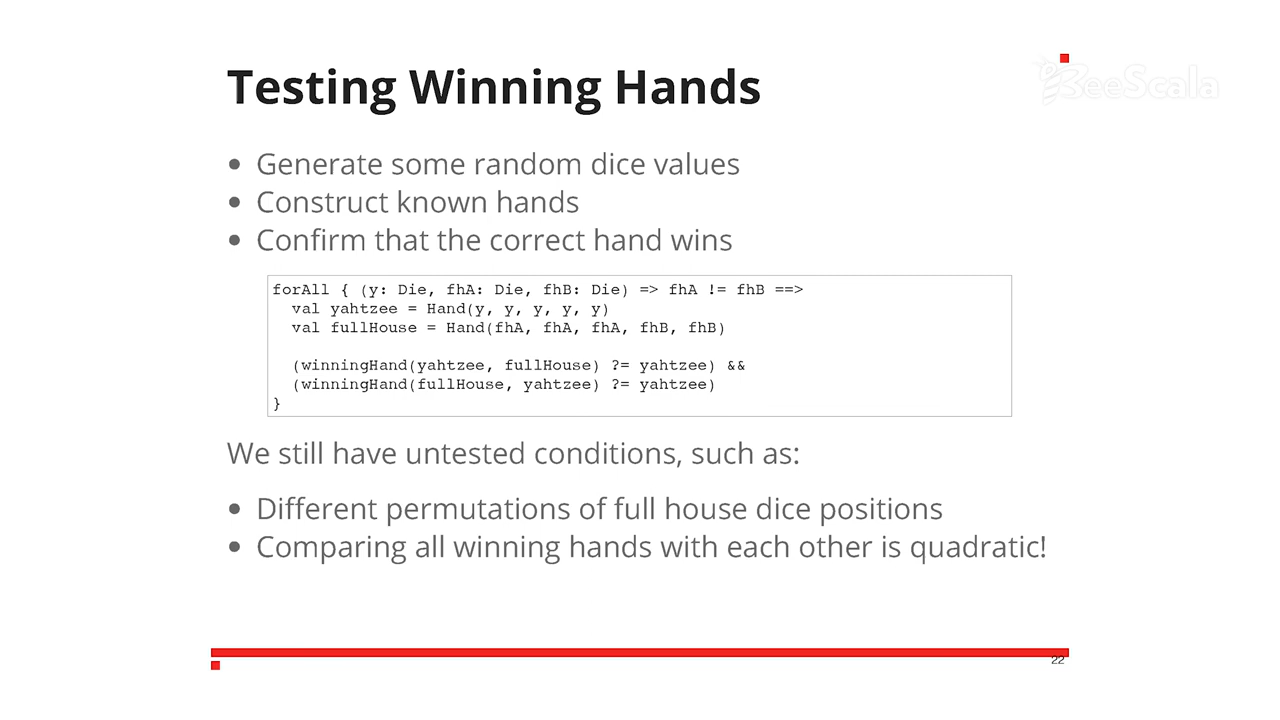 Testing Winning Hands
BeeScala
• Generate some random dice values
• Construct known hands
• Confirm that the correct hand wins
forAll { (y: Die, fhA: Die, fhB: Die) => fhA != fhB ==>
  val yahtzee = Hand(y, y, y, y, y)
  val fullHouse = Hand(fhA, fhA, fhA, fhB, fhB)
  (winningHand(yahtzee, fullHouse) ?= yahtzee) &&
  (winningHand(fullHouse, yahtzee) ?= yahtzee)
}
We still have untested conditions, such as:
• Different permutations of full house dice positions
• Comparing all winning hands with each other is quadratic!
22